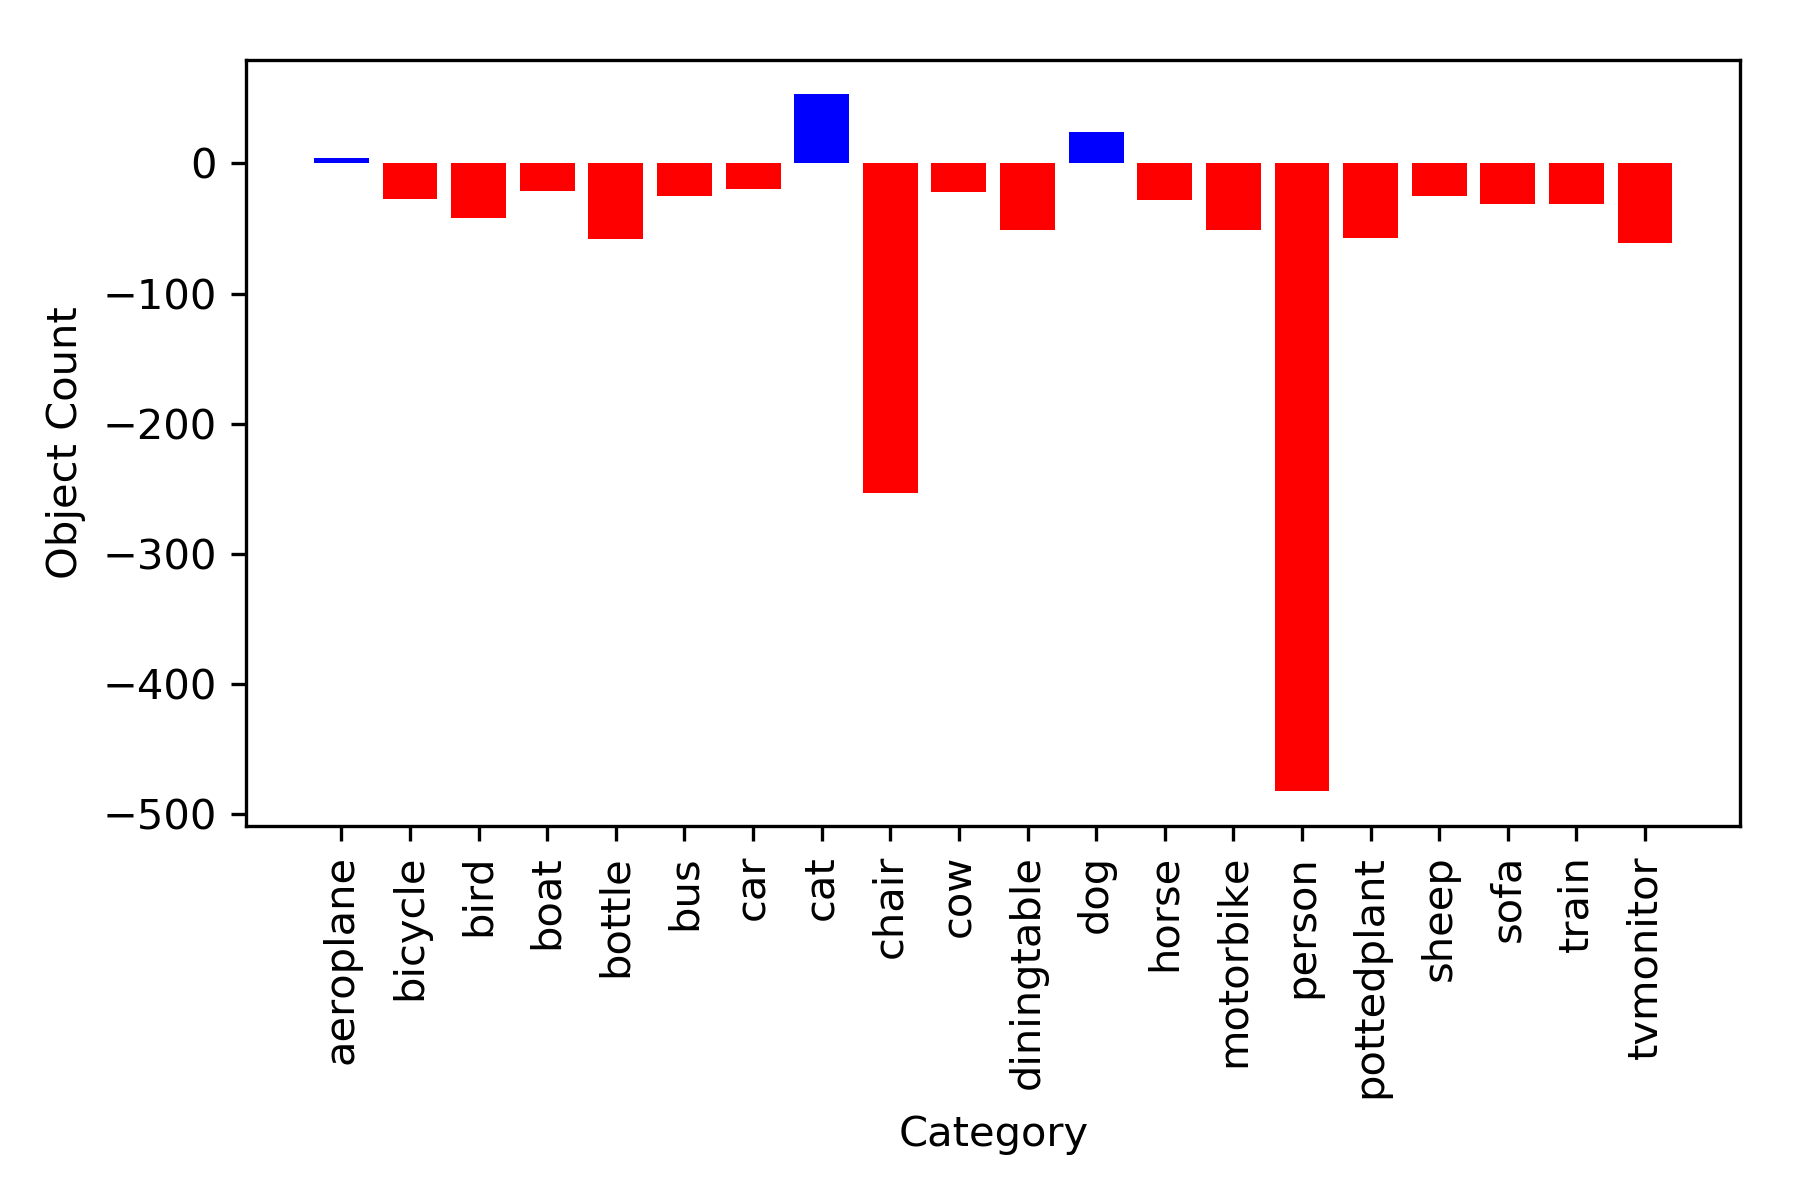 Object Count
0
−100
−200
−300
−400
−500
aeroplane
bicycle
bird
boat
bottle
bus
car
cat
chair
cow
diningtable
dog
horse
motorbike
person
pottedplant
sheep
sofa
train
tvmonitor
Category